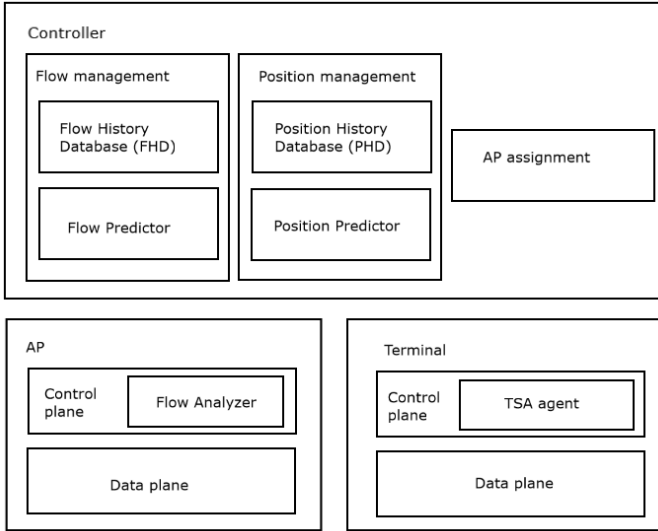 Controller
Flow management
Flow History
Database (FHD)
Flow Predictor
Position management
Position History
Database (PHD)
Position Predictor
AP assignment
AP
Control
plane
Flow Analyzer
Data plane
Terminal
Control
plane
TSA agent
Data plane